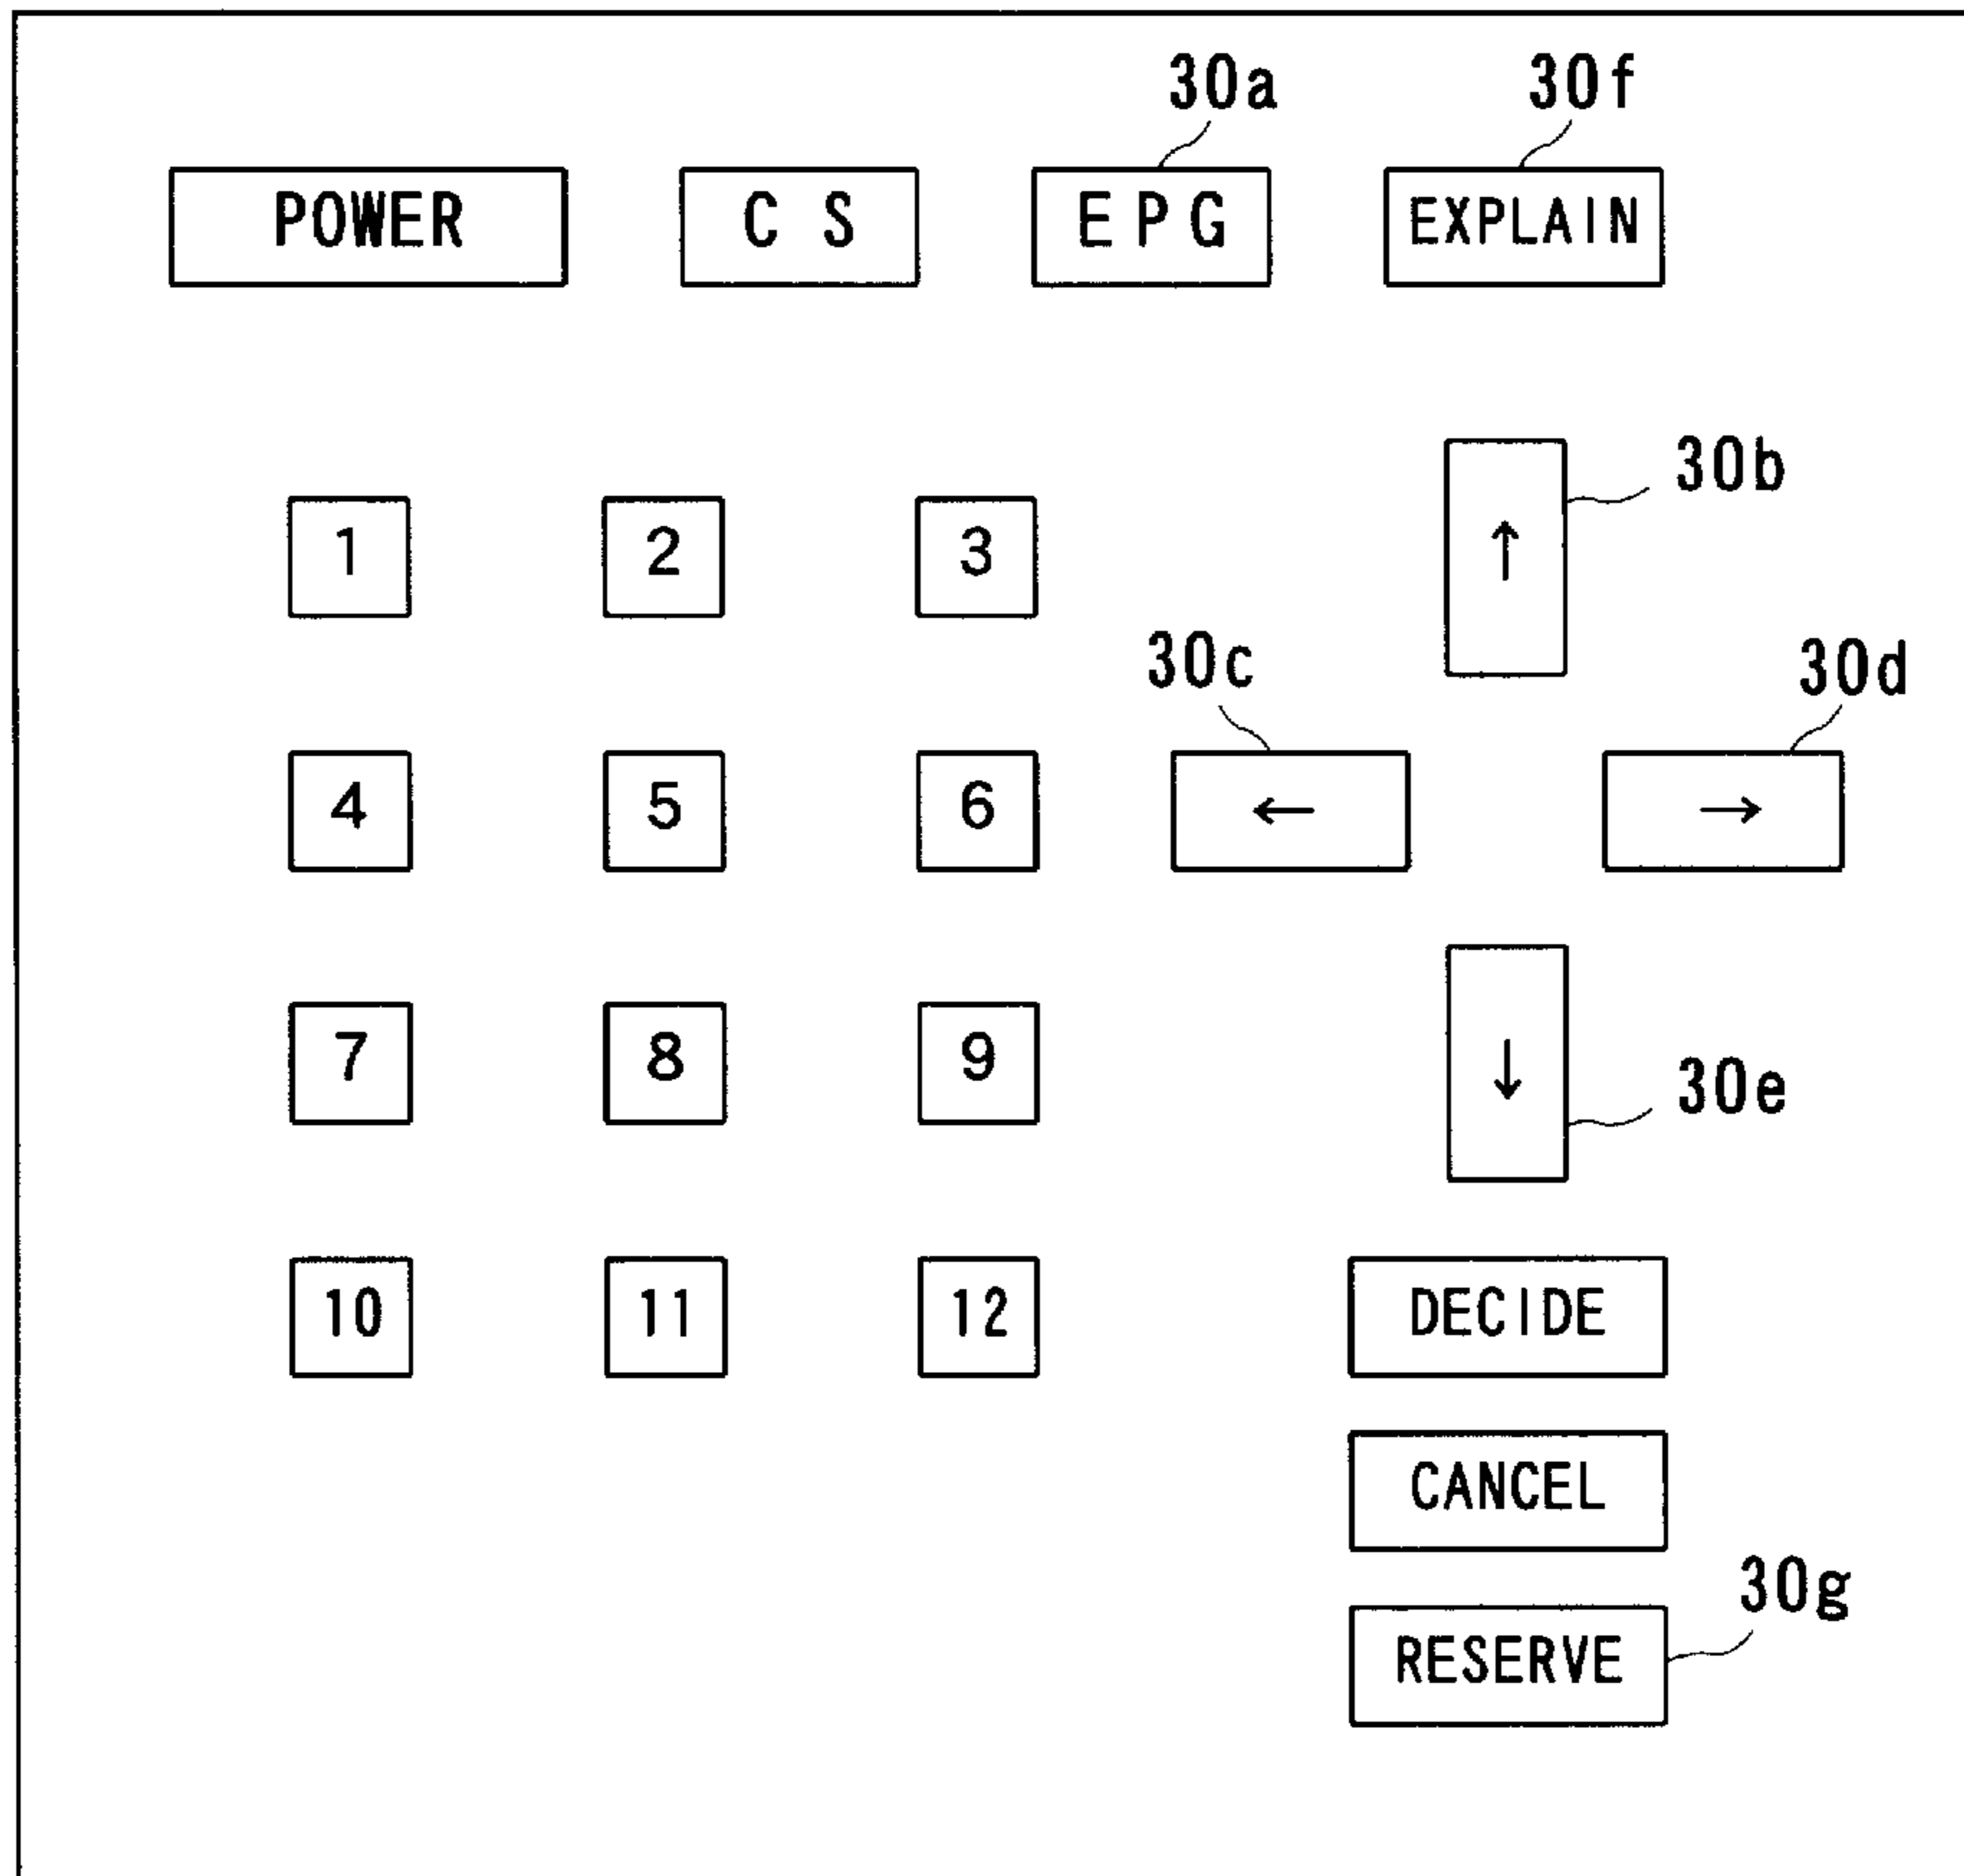 30a 30f
POWER CS EPG EXPLAIN
30b
1 2 3 ↑
30c 30d
4 5 6 ← →
7 8 9 ↓
30e
10 11 12 DECIDE
CANCEL
30g
RESERVE